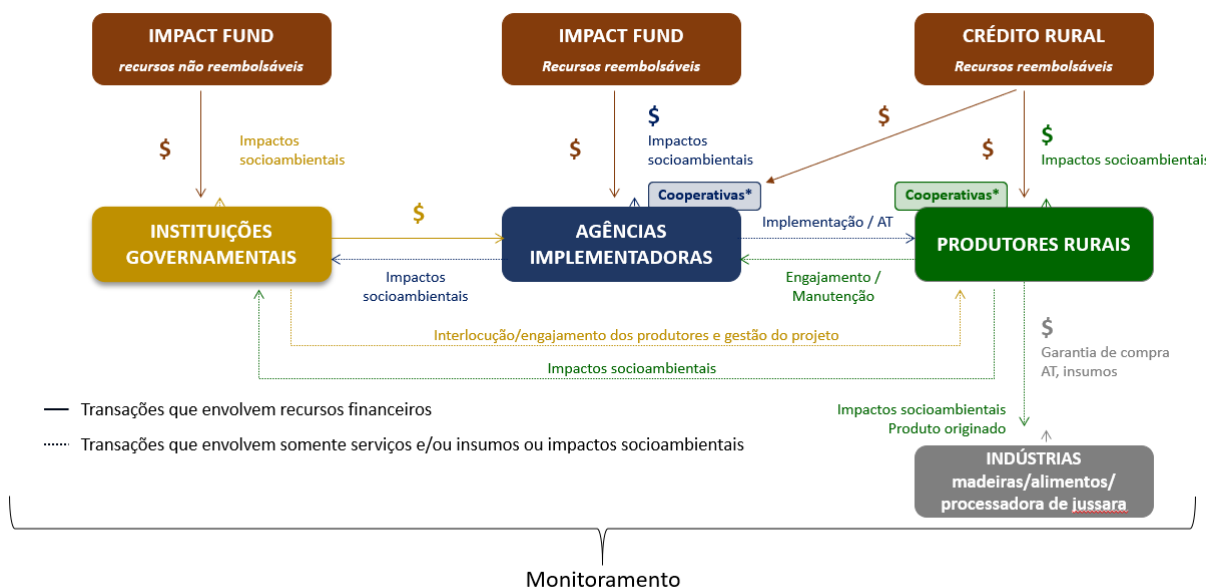 IMPACT FUND
recursos não reembolsáveis
IMPACT FUND
Recursos reembolsáveis
CRÉDITO RURAL
Recursos reembolsáveis
$
Impactos
socioambientais
$
$
Impactos
socioambientais
$
$
$
Impactos socioambientais
Cooperativas*
Cooperativas*
INSTITUIÇÕES
GOVERNAMENTAIS
$
AGÊNCIAS
IMPLEMENTADORAS
Implementação / AT
PRODUTORES RURAIS
Impactos
socioambientais
Engajamento /
Manutenção
Interlocução/engajamento dos produtores e gestão do projeto
Impactos socioambientais
$
Garantia de compra
AT, insumos
Transações que envolvem recursos financeiros
Transações que envolvem somente serviços e/ou insumos ou impactos socioambientais
Impactos socioambientais
Produto originado
INDÚSTRIAS
madeiras/alimentos/
processadora de jussara
Monitoramento